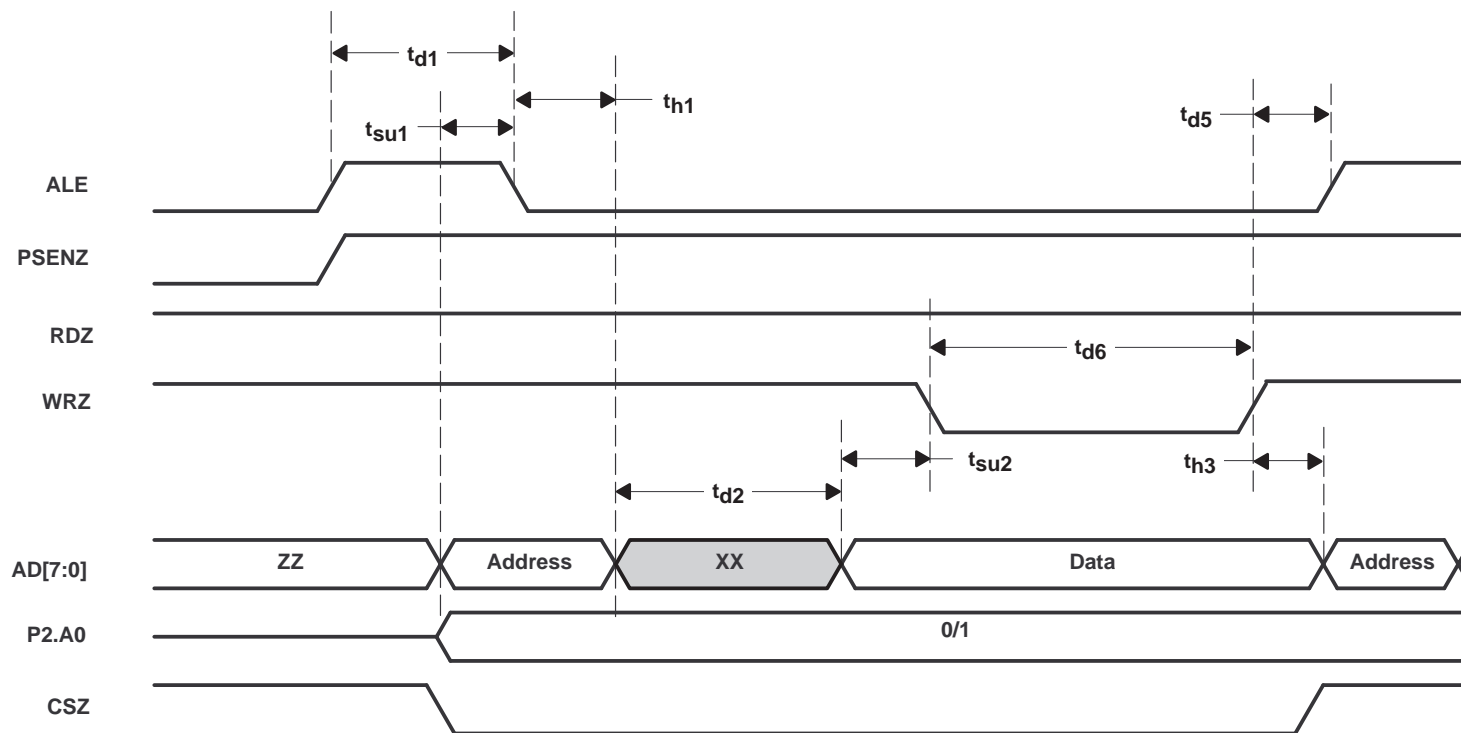 td1
th1
tsu1
td5
ALE
PSENZ
RDZ
td6
WRZ
tsu2
th3
td2
AD[7:0]
ZZ
Address
XX
Data
Address
P2.A0
0/1
CSZ